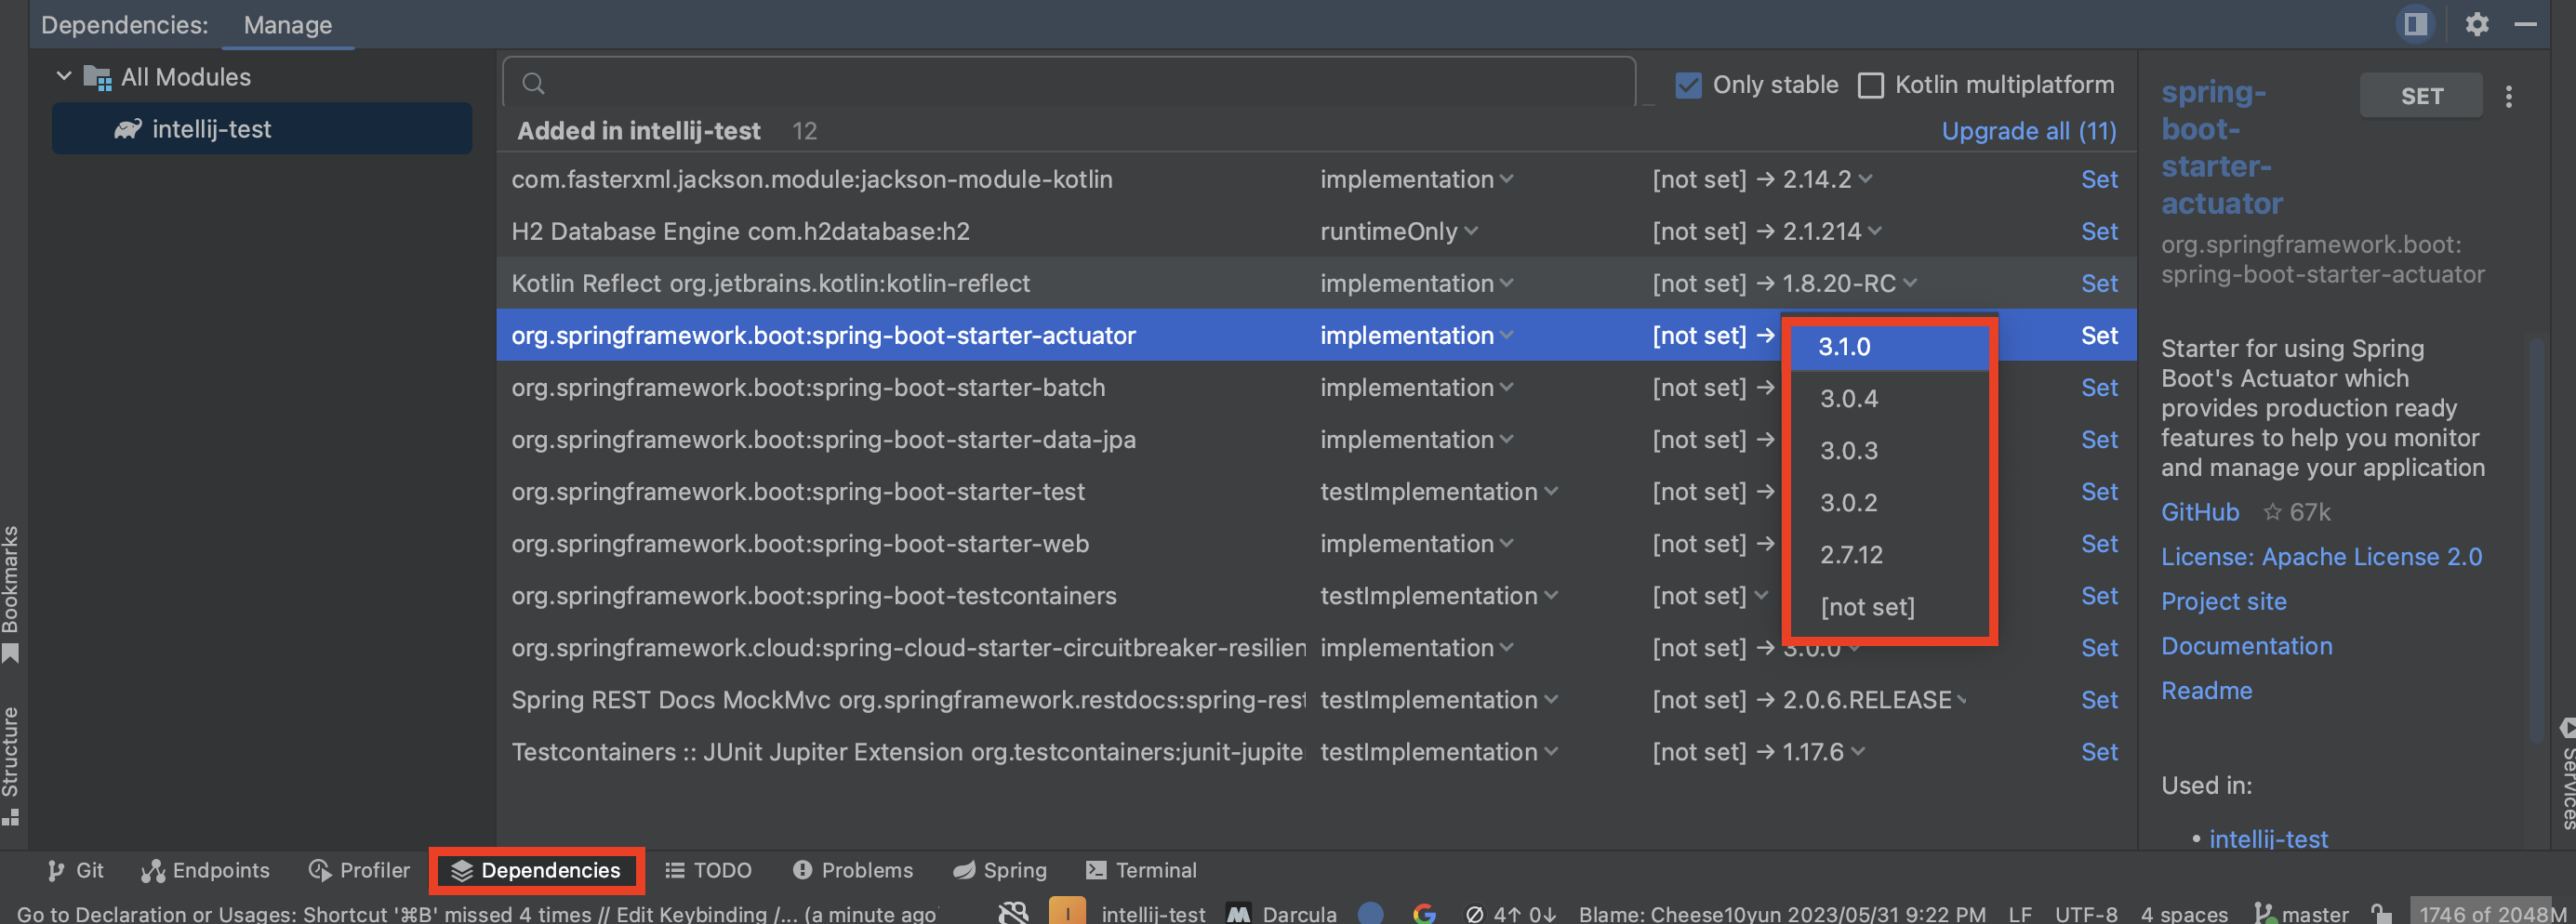 Dependencies: Manage
All Modules
intellij-test
Only stable Kotlin multiplatform
Added in intellij-test 12 Upgrade all (11)
com.fasterxml.jackson.module:jackson-module-kotlin implementation [not set] → 2.14.2 Set
H2 Database Engine com.h2database:h2 runtimeOnly [not set] → 2.1.214 Set
Kotlin Reflect org.jetbrains.kotlin:kotlin-reflect implementation [not set] → 1.8.20-RC Set
org.springframework.boot:spring-boot-starter-actuator implementation [not set] → Set
org.springframework.boot:spring-boot-starter-batch implementation [not set] → Set
org.springframework.boot:spring-boot-starter-data-jpa implementation [not set] → Set
org.springframework.boot:spring-boot-starter-test testImplementation [not set] → Set
org.springframework.boot:spring-boot-starter-web implementation [not set] → Set
org.springframework.boot:spring-boot-testcontainers testImplementation [not set] Set
org.springframework.cloud:spring-cloud-starter-circuitbreaker-resilien implementation [not set] → 3.0.0 Set
Spring REST Docs MockMvc org.springframework.restdocs:spring-rest testImplementation [not set] → 2.0.6.RELEASE Set
Testcontainers :: JUnit Jupiter Extension org.testcontainers:junit-jupite testImplementation [not set] → 1.17.6 Set
3.1.0
3.0.4
3.0.3
3.0.2
2.7.12
[not set]
spring-
boot-
starter-
actuator
SET
org.springframework.boot:
spring-boot-starter-actuator
Starter for using Spring
Boot's Actuator which
provides production ready
features to help you monitor
and manage your application
GitHub 67k
License: Apache License 2.0
Project site
Documentation
Readme
Used in:
• intellij-test
Bookmarks
Structure
Services
Git Endpoints Profiler Dependencies TODO Problems Spring Terminal
Go to Declaration or Usages: Shortcut '⌘B' missed 4 times // Edit Keybinding /... (a minute ago I intellij-test M Darcula G 4↑ 0↓ Blame: Cheese10yun 2023/05/31 9:22 PM LF UTF-8 4 spaces master 1746 of 2048M